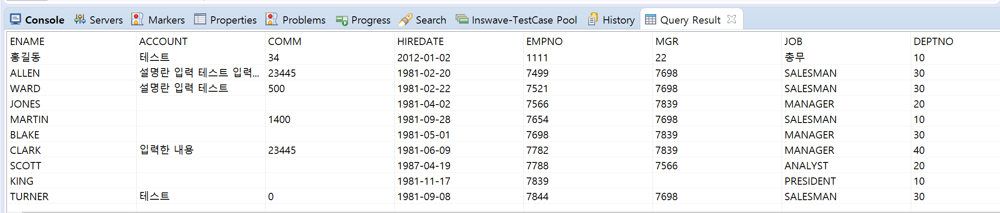 Console Servers Markers Properties Problems Progress Search Inswave-TestCase Pool History Query Result
ENAME ACCOUNT COMM HIREDATE EMPNO MGR JOB DEPTNO
홍길동 테스트 34 2012-01-02 1111 22 총무 10
ALLEN 설명란 입력 테스트 입력... 23445 1981-02-20 7499 7698 SALESMAN 30
WARD 설명란 입력 테스트 500 1981-02-22 7521 7698 SALESMAN 30
JONES 1981-04-02 7566 7839 MANAGER 20
MARTIN 1400 1981-09-28 7654 7698 SALESMAN 10
BLAKE 1981-05-01 7698 7839 MANAGER 30
CLARK 입력한 내용 23445 1981-06-09 7782 7839 MANAGER 40
SCOTT 1987-04-19 7788 7566 ANALYST 20
KING 1981-11-17 7839 PRESIDENT 10
TURNER 테스트 0 1981-09-08 7844 7698 SALESMAN 30